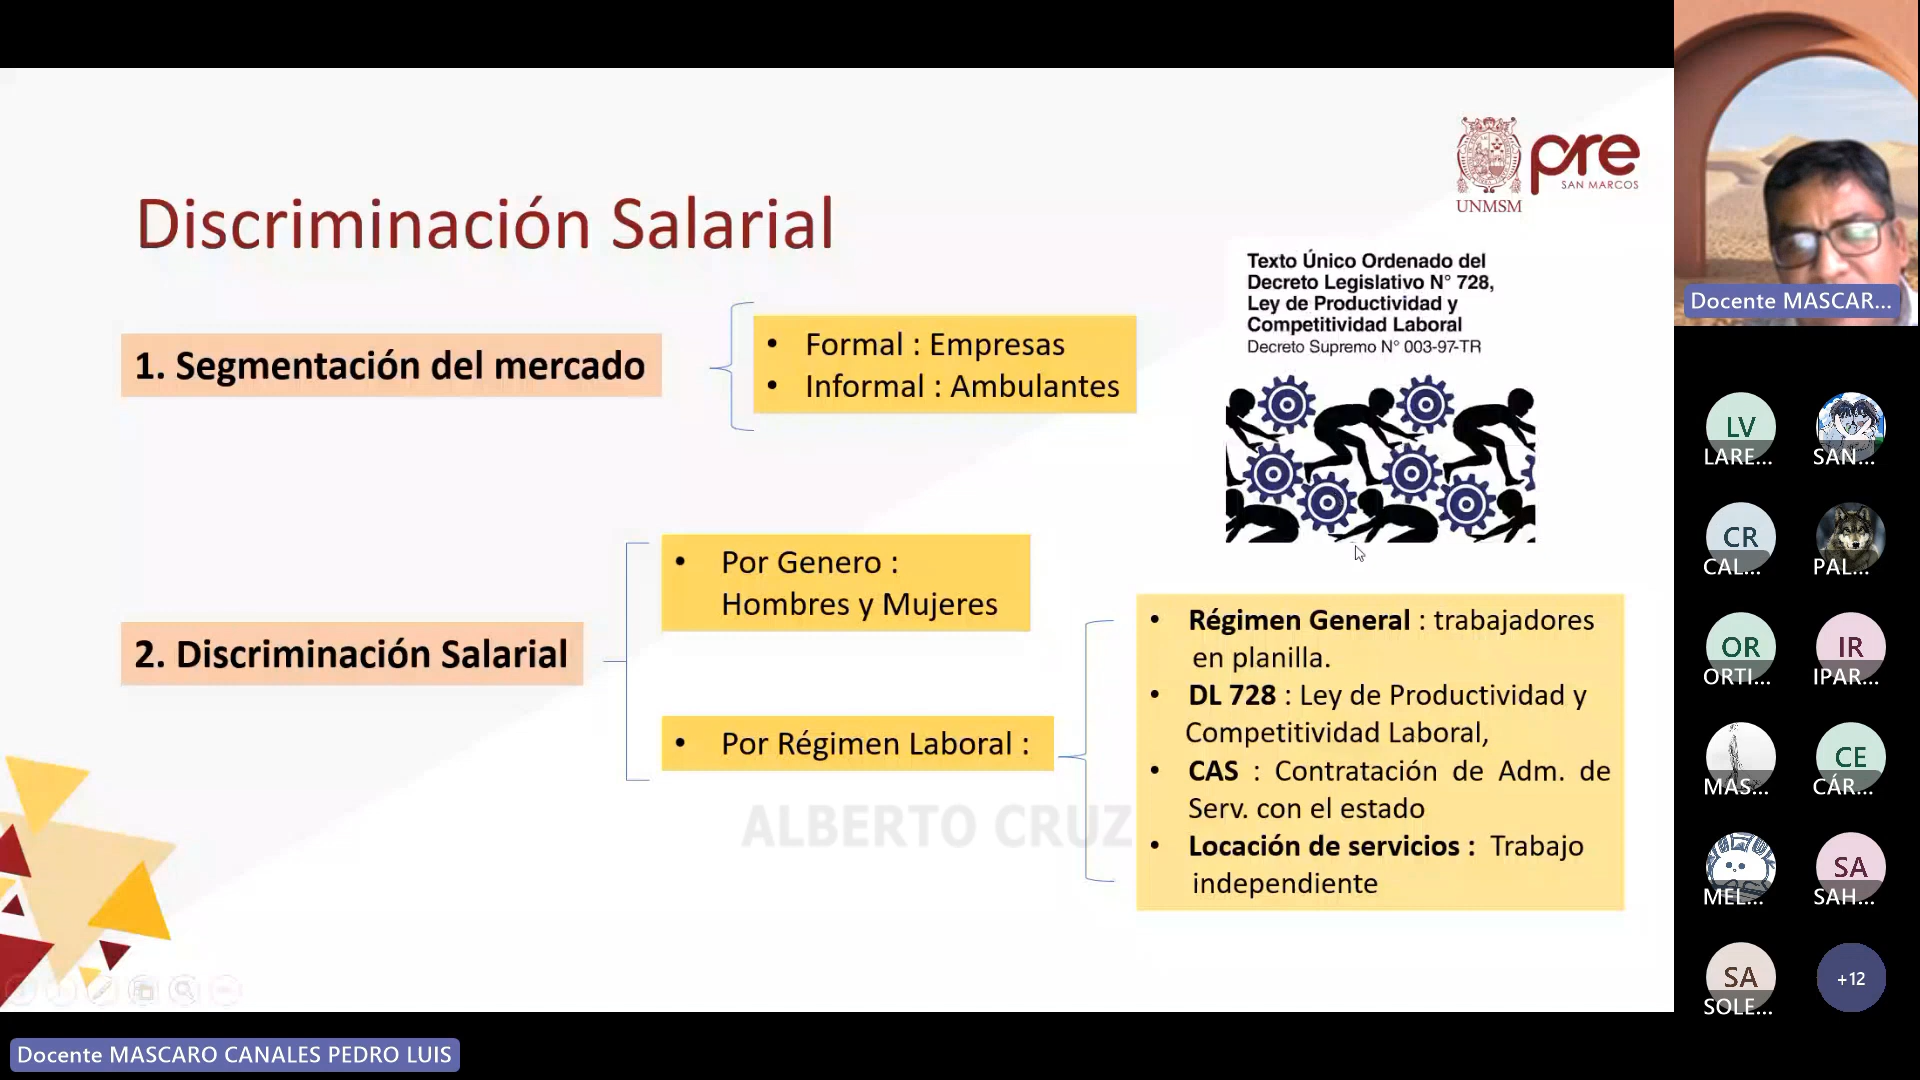 pre
SAN MARCOS
UNMSM
Discriminación Salarial
Texto Único Ordenado del
Decreto Legislativo N° 728,
Ley de Productividad y
Competitividad Laboral
Decreto Supremo N° 003-97-TR
1. Segmentación del mercado
• Formal : Empresas
• Informal : Ambulantes
2. Discriminación Salarial
• Por Genero :
Hombres y Mujeres
• Por Régimen Laboral :
• Régimen General : trabajadores
en planilla.
• DL 728 : Ley de Productividad y
Competitividad Laboral,
• CAS : Contratación de Adm. de
Serv. con el estado
• Locación de servicios : Trabajo
independiente
ALBERTO CRUZ
Docente MASCARO CANALES PEDRO LUIS
Docente MASCAR...
LV
LARE...
SAN...
CR
CAL...
PAL...
OR
ORTI...
IR
IPAR...
MAS...
CE
CÁR...
MEL...
SA
SAH...
SA
SOLE...
+12